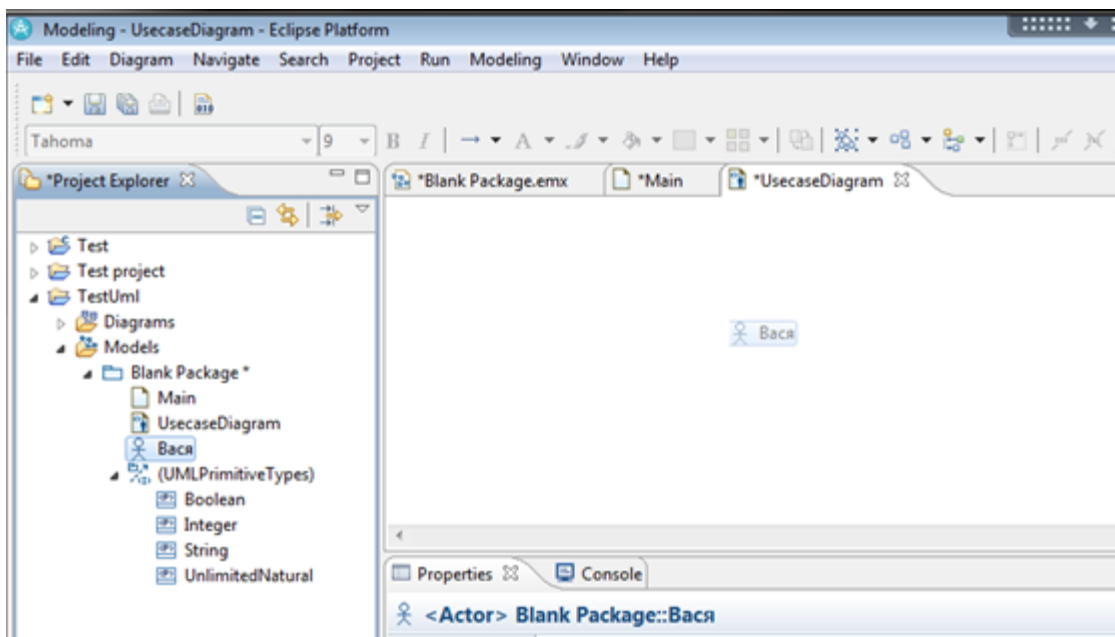 Modeling - UsecaseDiagram - Eclipse Platform
File Edit Diagram Navigate Search Project Run Modeling Window Help
010
Tahoma 9 B I A
*Project Explorer
*Blank Package.emx *Main *UsecaseDiagram
Test
Test project
TestUml
Diagrams
Models
Blank Package *
Main
UsecaseDiagram
Вася
(UMLPrimitiveTypes)
Boolean
Integer
String
UnlimitedNatural
Вася
Properties Console
<Actor> Blank Package::Вася